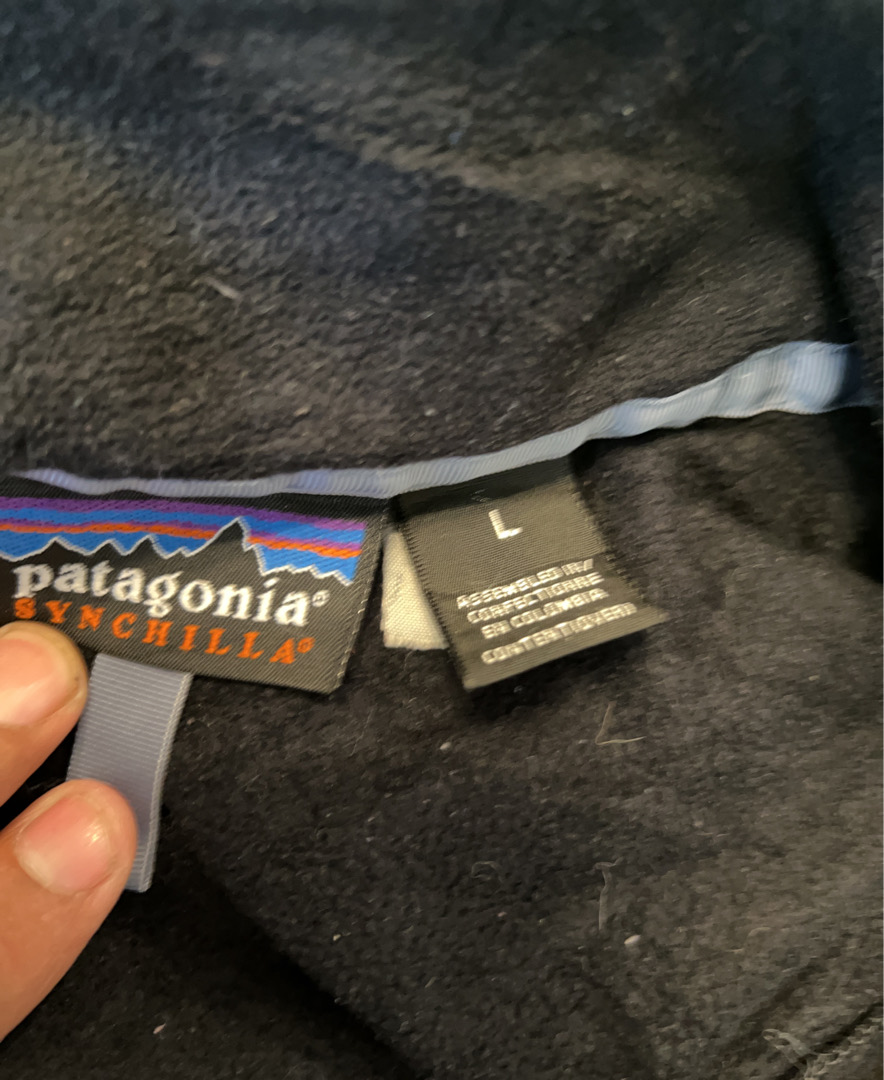 patagonia®
SYNCHILLA®
L
ASSEMBLED IN/
CONFECTIONNE
EN COLOMBIA